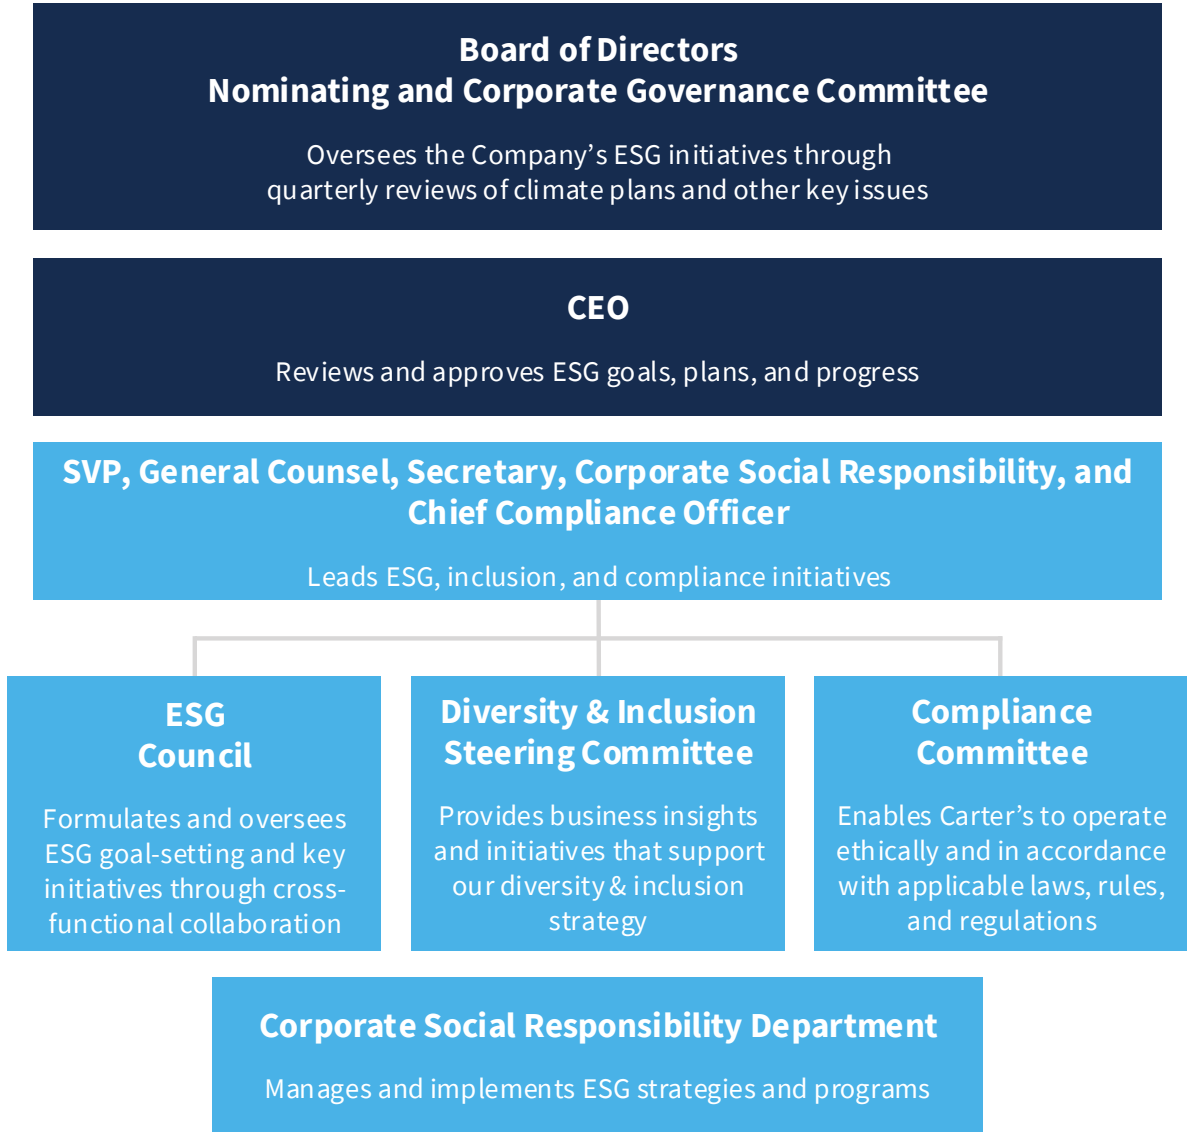 Board of Directors
Nominating and Corporate Governance Committee
Oversees the Company’s ESG initiatives through
quarterly reviews of climate plans and other key issues
CEO
Reviews and approves ESG goals, plans, and progress
SVP, General Counsel, Secretary, Corporate Social Responsibility, and
Chief Compliance Officer
Leads ESG, inclusion, and compliance initiatives
ESG
Council
Formulates and oversees
ESG goal-setting and key
initiatives through cross-
functional collaboration
Diversity & Inclusion
Steering Committee
Provides business insights
and initiatives that support
our diversity & inclusion
strategy
Compliance
Committee
Enables Carter’s to operate
ethically and in accordance
with applicable laws, rules,
and regulations
Corporate Social Responsibility Department
Manages and implements ESG strategies and programs